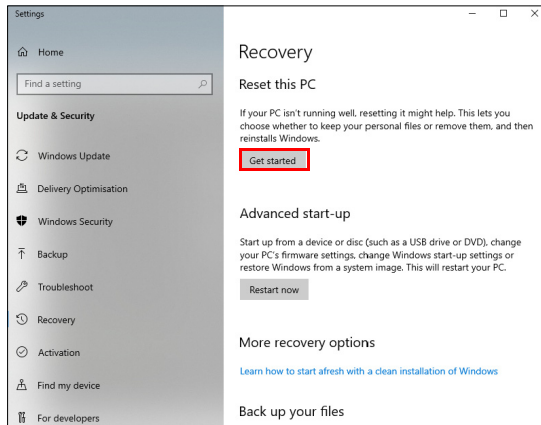 Settings
Home
Find a setting
Update & Security
Windows Update
Delivery Optimisation
Windows Security
Backup
Troubleshoot
Recovery
Activation
Find my device
For developers
Recovery
Reset this PC
If your PC isn't running well, resetting it might help. This lets you
choose whether to keep your personal files or remove them, and then
reinstalls Windows.
Get started
Advanced start-up
Start up from a device or disc (such as a USB drive or DVD), change
your PC's firmware settings, change Windows start-up settings or
restore Windows from a system image. This will restart your PC.
Restart now
More recovery options
Learn how to start afresh with a clean installation of Windows
Back up your files